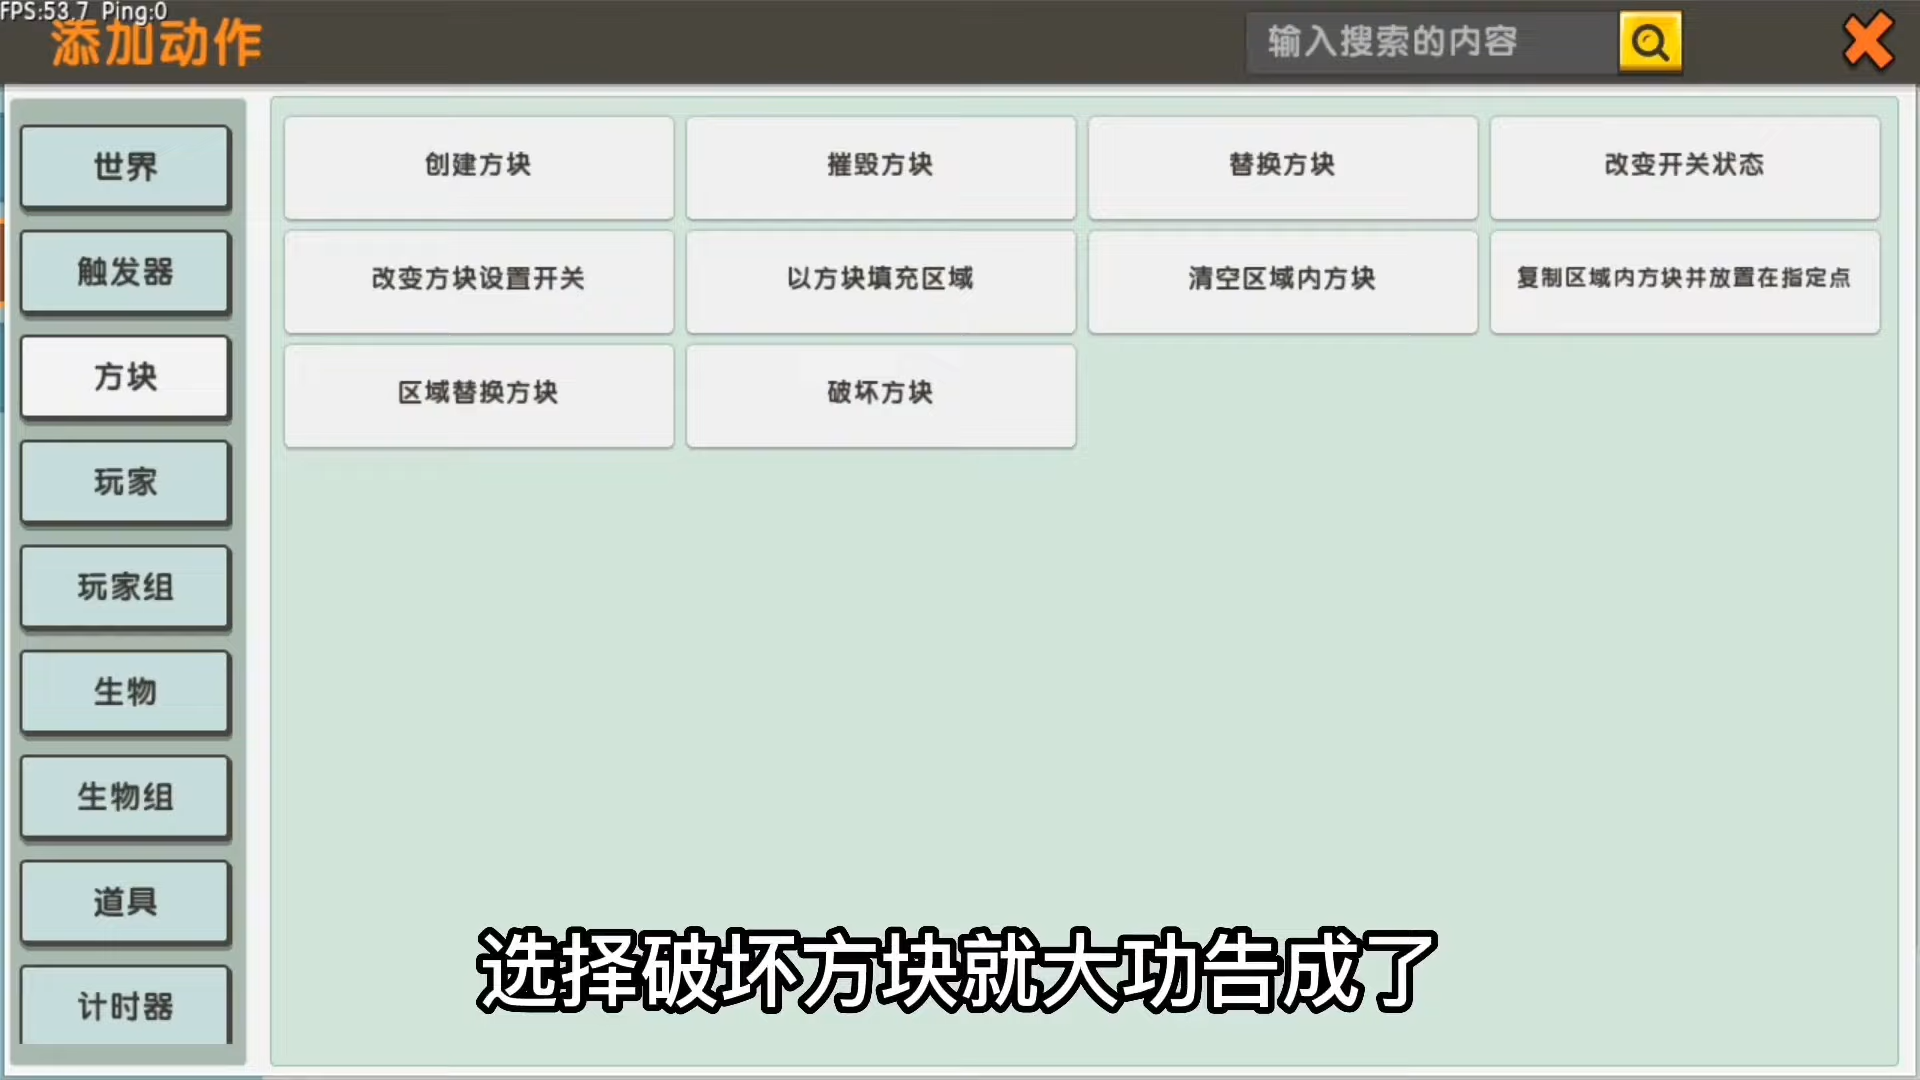 FPS:53.7 Ping:0
添加动作
输入搜索的内容
世界
触发器
方块
玩家
玩家组
生物
生物组
道具
计时器
创建方块
摧毁方块
替换方块
改变开关状态
改变方块设置开关
以方块填充区域
清空区域内方块
复制区域内方块并放置在指定点
区域替换方块
破坏方块
选择破坏方块就大功告成了